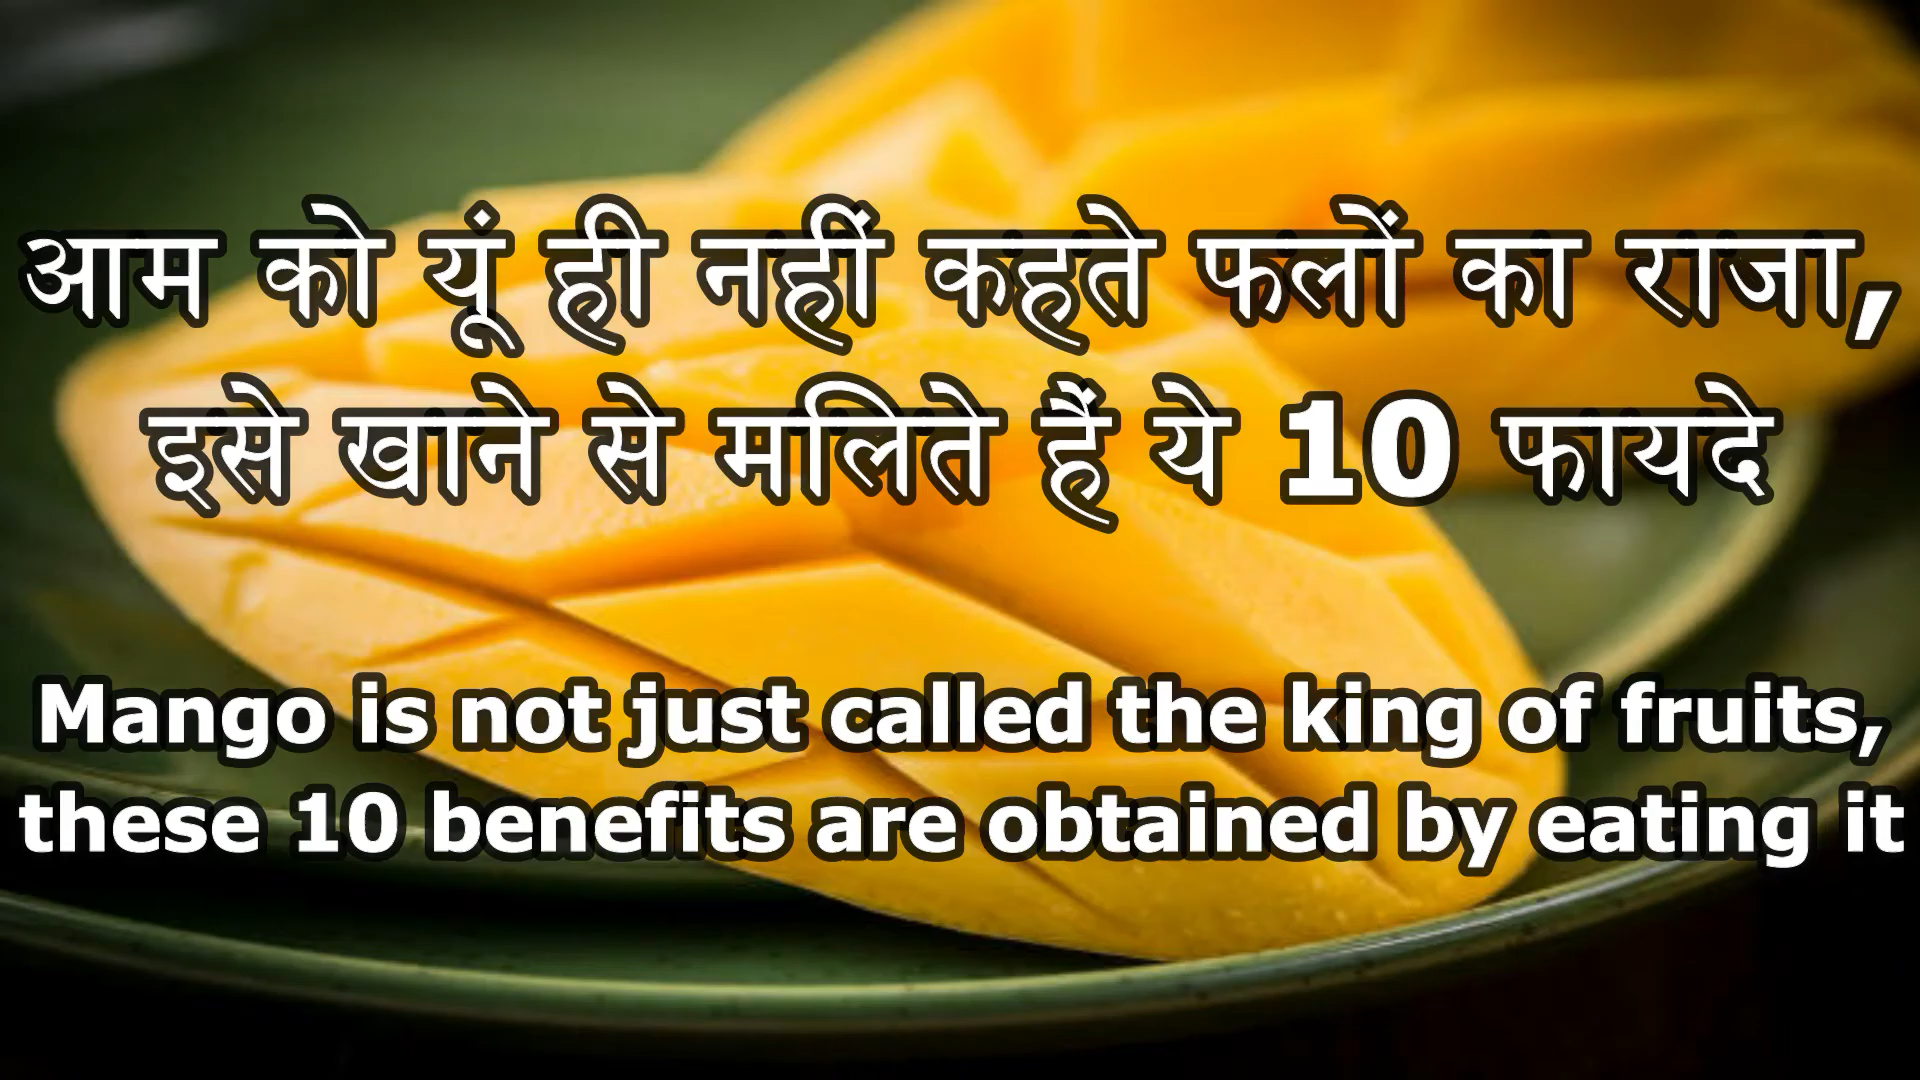 आम को यूं ही नहीं कहते फलों का राजा,
इसे खाने से मलिते हैं ये 10 फायदे
Mango is not just called the king of fruits,
these 10 benefits are obtained by eating it